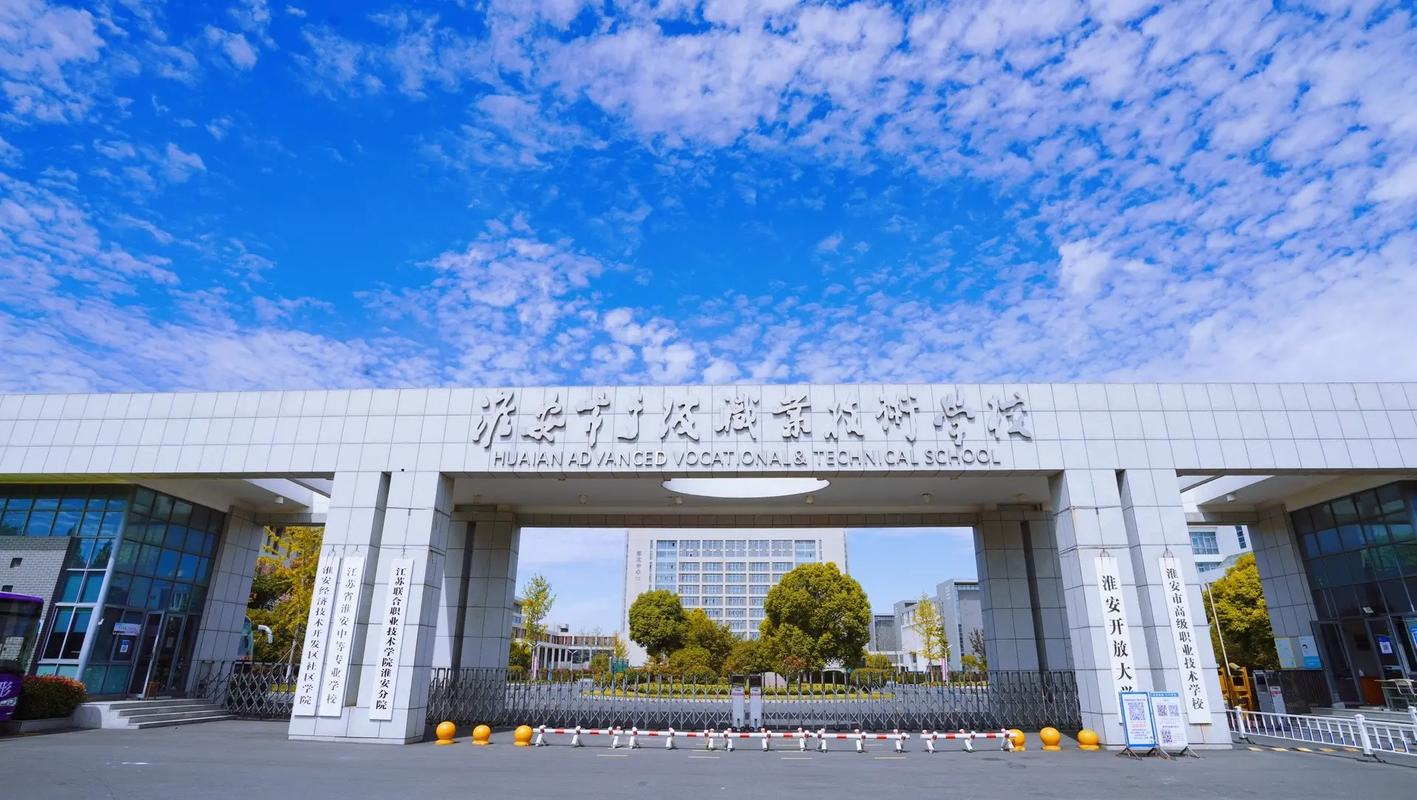 淮安市高级職業技術学校
HUAIAN ADVANCED VOCATIONAL & TECHNICAL SCHOOL
淮安经济技术开发区社区学院
江苏省淮安中等专业学校
江苏联合职业技术学院淮安分院
淮安开放大学
淮安市高级职业技术学校